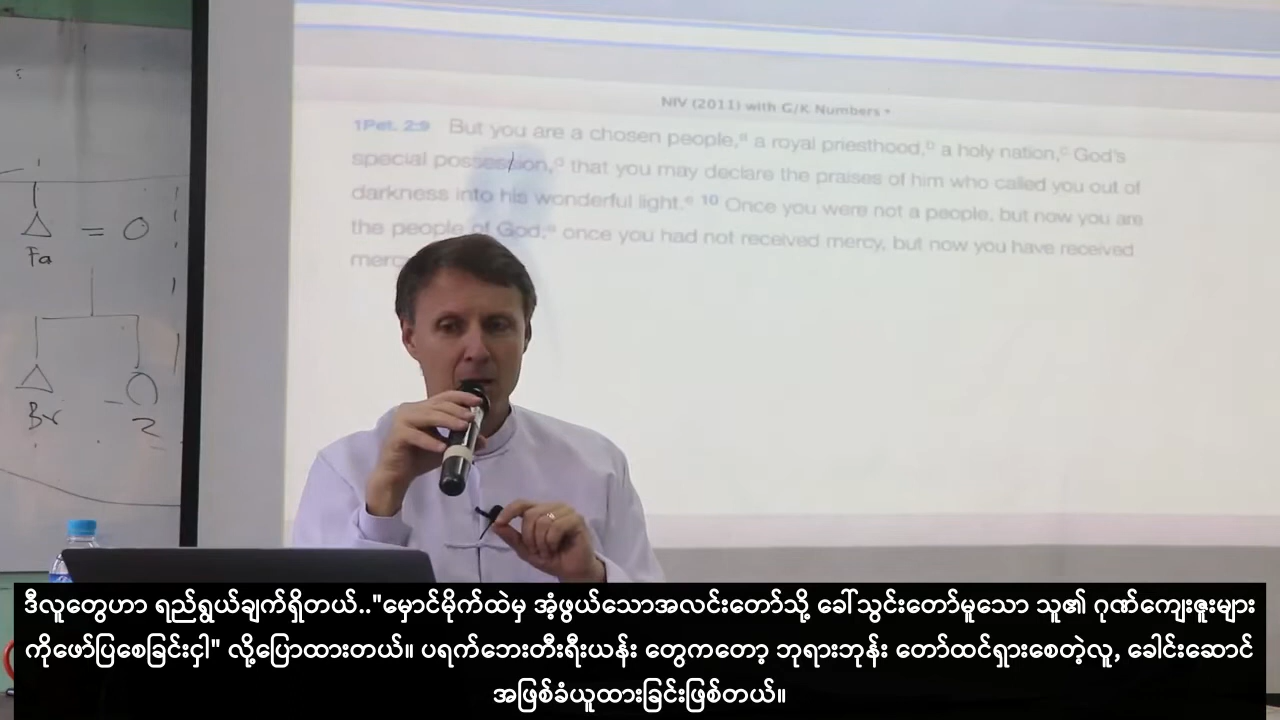 NIV (2011) with G/K Numbers
1Pet. 2:9 But you are a chosen people,ᵃ a royal priesthood,ᵇ a holy nation,ᶜ God's
special possession,ᵈ that you may declare the praises of him who called you out of
darkness into his wonderful light.ᵉ 10 Once you were not a people, but now you are
the people of God,ᵃ once you had not received mercy, but now you have received
merc
= O
Fa
Br
Z
ဒီလူတွေဟာ ရည်ရွယ်ချက်ရှိတယ်.."မှောင်မိုက်ထဲမှ အံ့ဖွယ်သောအလင်းတော်သို့ ခေါ်သွင်းတော်မူသော သူ၏ ဂုဏ်ကျေးဇူးများ
ကိုဖော်ပြစေခြင်းငှါ" လို့ပြောထားတယ်။ ပရက်ဘေးတီးရီးယန်း တွေကတော့ ဘုရားဘုန်း တော်ထင်ရှားစေတဲ့လူ, ခေါင်းဆောင်
အဖြစ်ခံယူထားခြင်းဖြစ်တယ်။